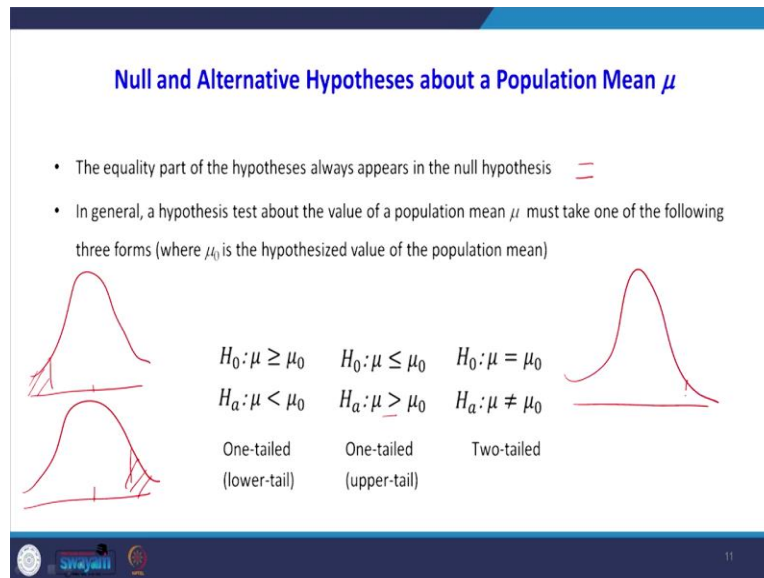 Null and Alternative Hypotheses about a Population Mean μ
• The equality part of the hypotheses always appears in the null hypothesis =
• In general, a hypothesis test about the value of a population mean μ must take one of the following
three forms (where μ₀ is the hypothesized value of the population mean)
H₀:μ ≥ μ₀ H₀:μ ≤ μ₀ H₀:μ = μ₀
Hₐ:μ < μ₀ Hₐ:μ > μ₀ Hₐ:μ ≠ μ₀
One-tailed One-tailed Two-tailed
(lower-tail) (upper-tail)
swayam 11